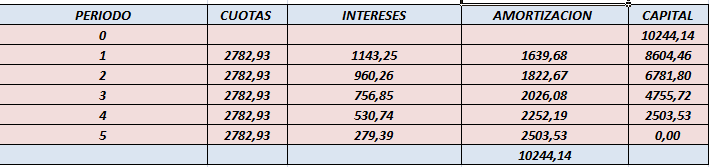 PERIODO CUOTAS INTERESES AMORTIZACION CAPITAL
0 10244,14
1 2782,93 1143,25 1639,68 8604,46
2 2782,93 960,26 1822,67 6781,80
3 2782,93 756,85 2026,08 4755,72
4 2782,93 530,74 2252,19 2503,53
5 2782,93 279,39 2503,53 0,00
10244,14